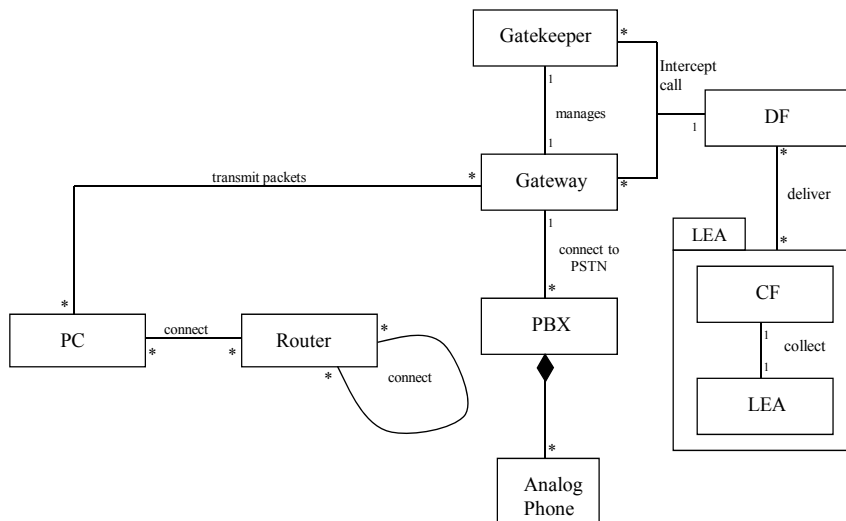 Gatekeeper
*
Intercept
call
1
manages
1
1
DF
*
transmit packets
*
Gateway
*
1
deliver
LEA
*
connect to
PSTN
*
*
PC
connect
*
*
Router
*
*
connect
PBX
CF
1
collect
1
LEA
*
Analog
Phone